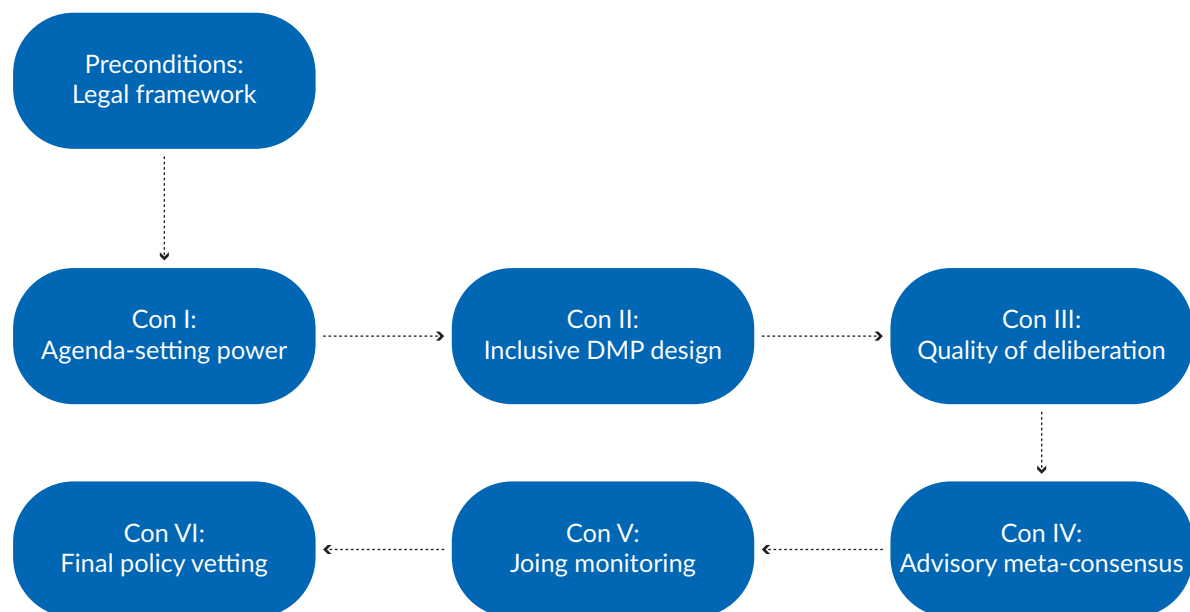 Preconditions:
Legal framework
Con I:
Agenda-setting power
Con II:
Inclusive DMP design
Con III:
Quality of deliberation
Con IV:
Advisory meta-consensus
Con V:
Joing monitoring
Con VI:
Final policy vetting